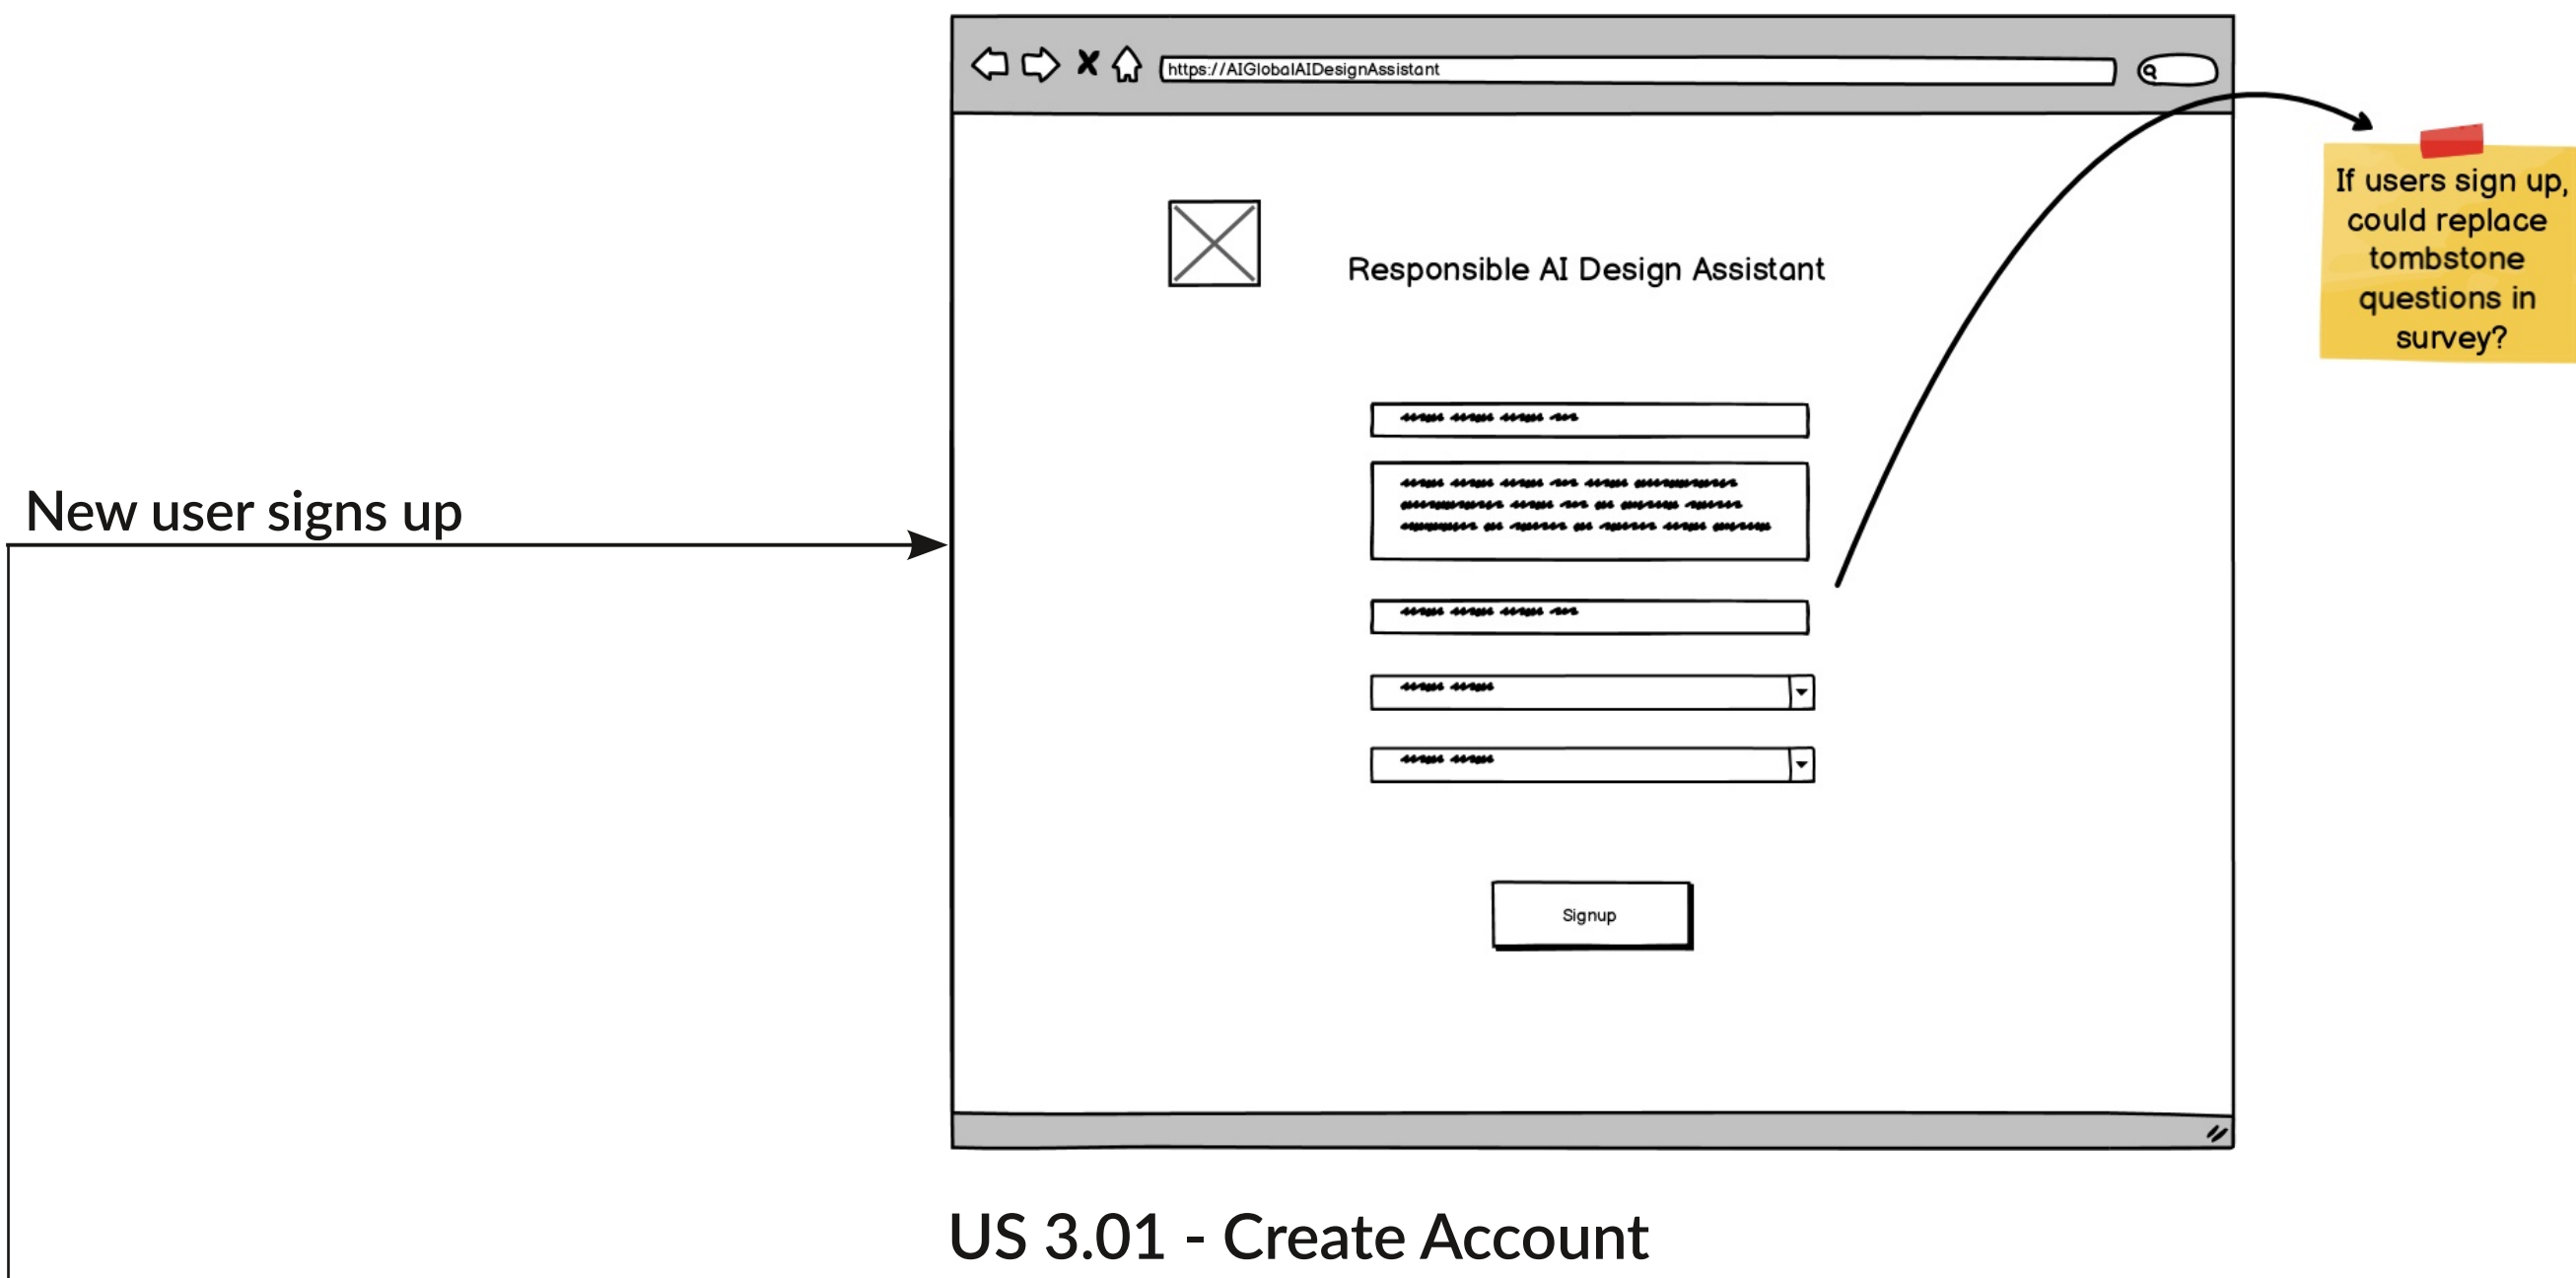 https://AIGlobalAIDesignAssistant
If users sign up,
could replace
tombstone
questions in
survey?
Responsible AI Design Assistant
New user signs up
Signup
US 3.01 - Create Account